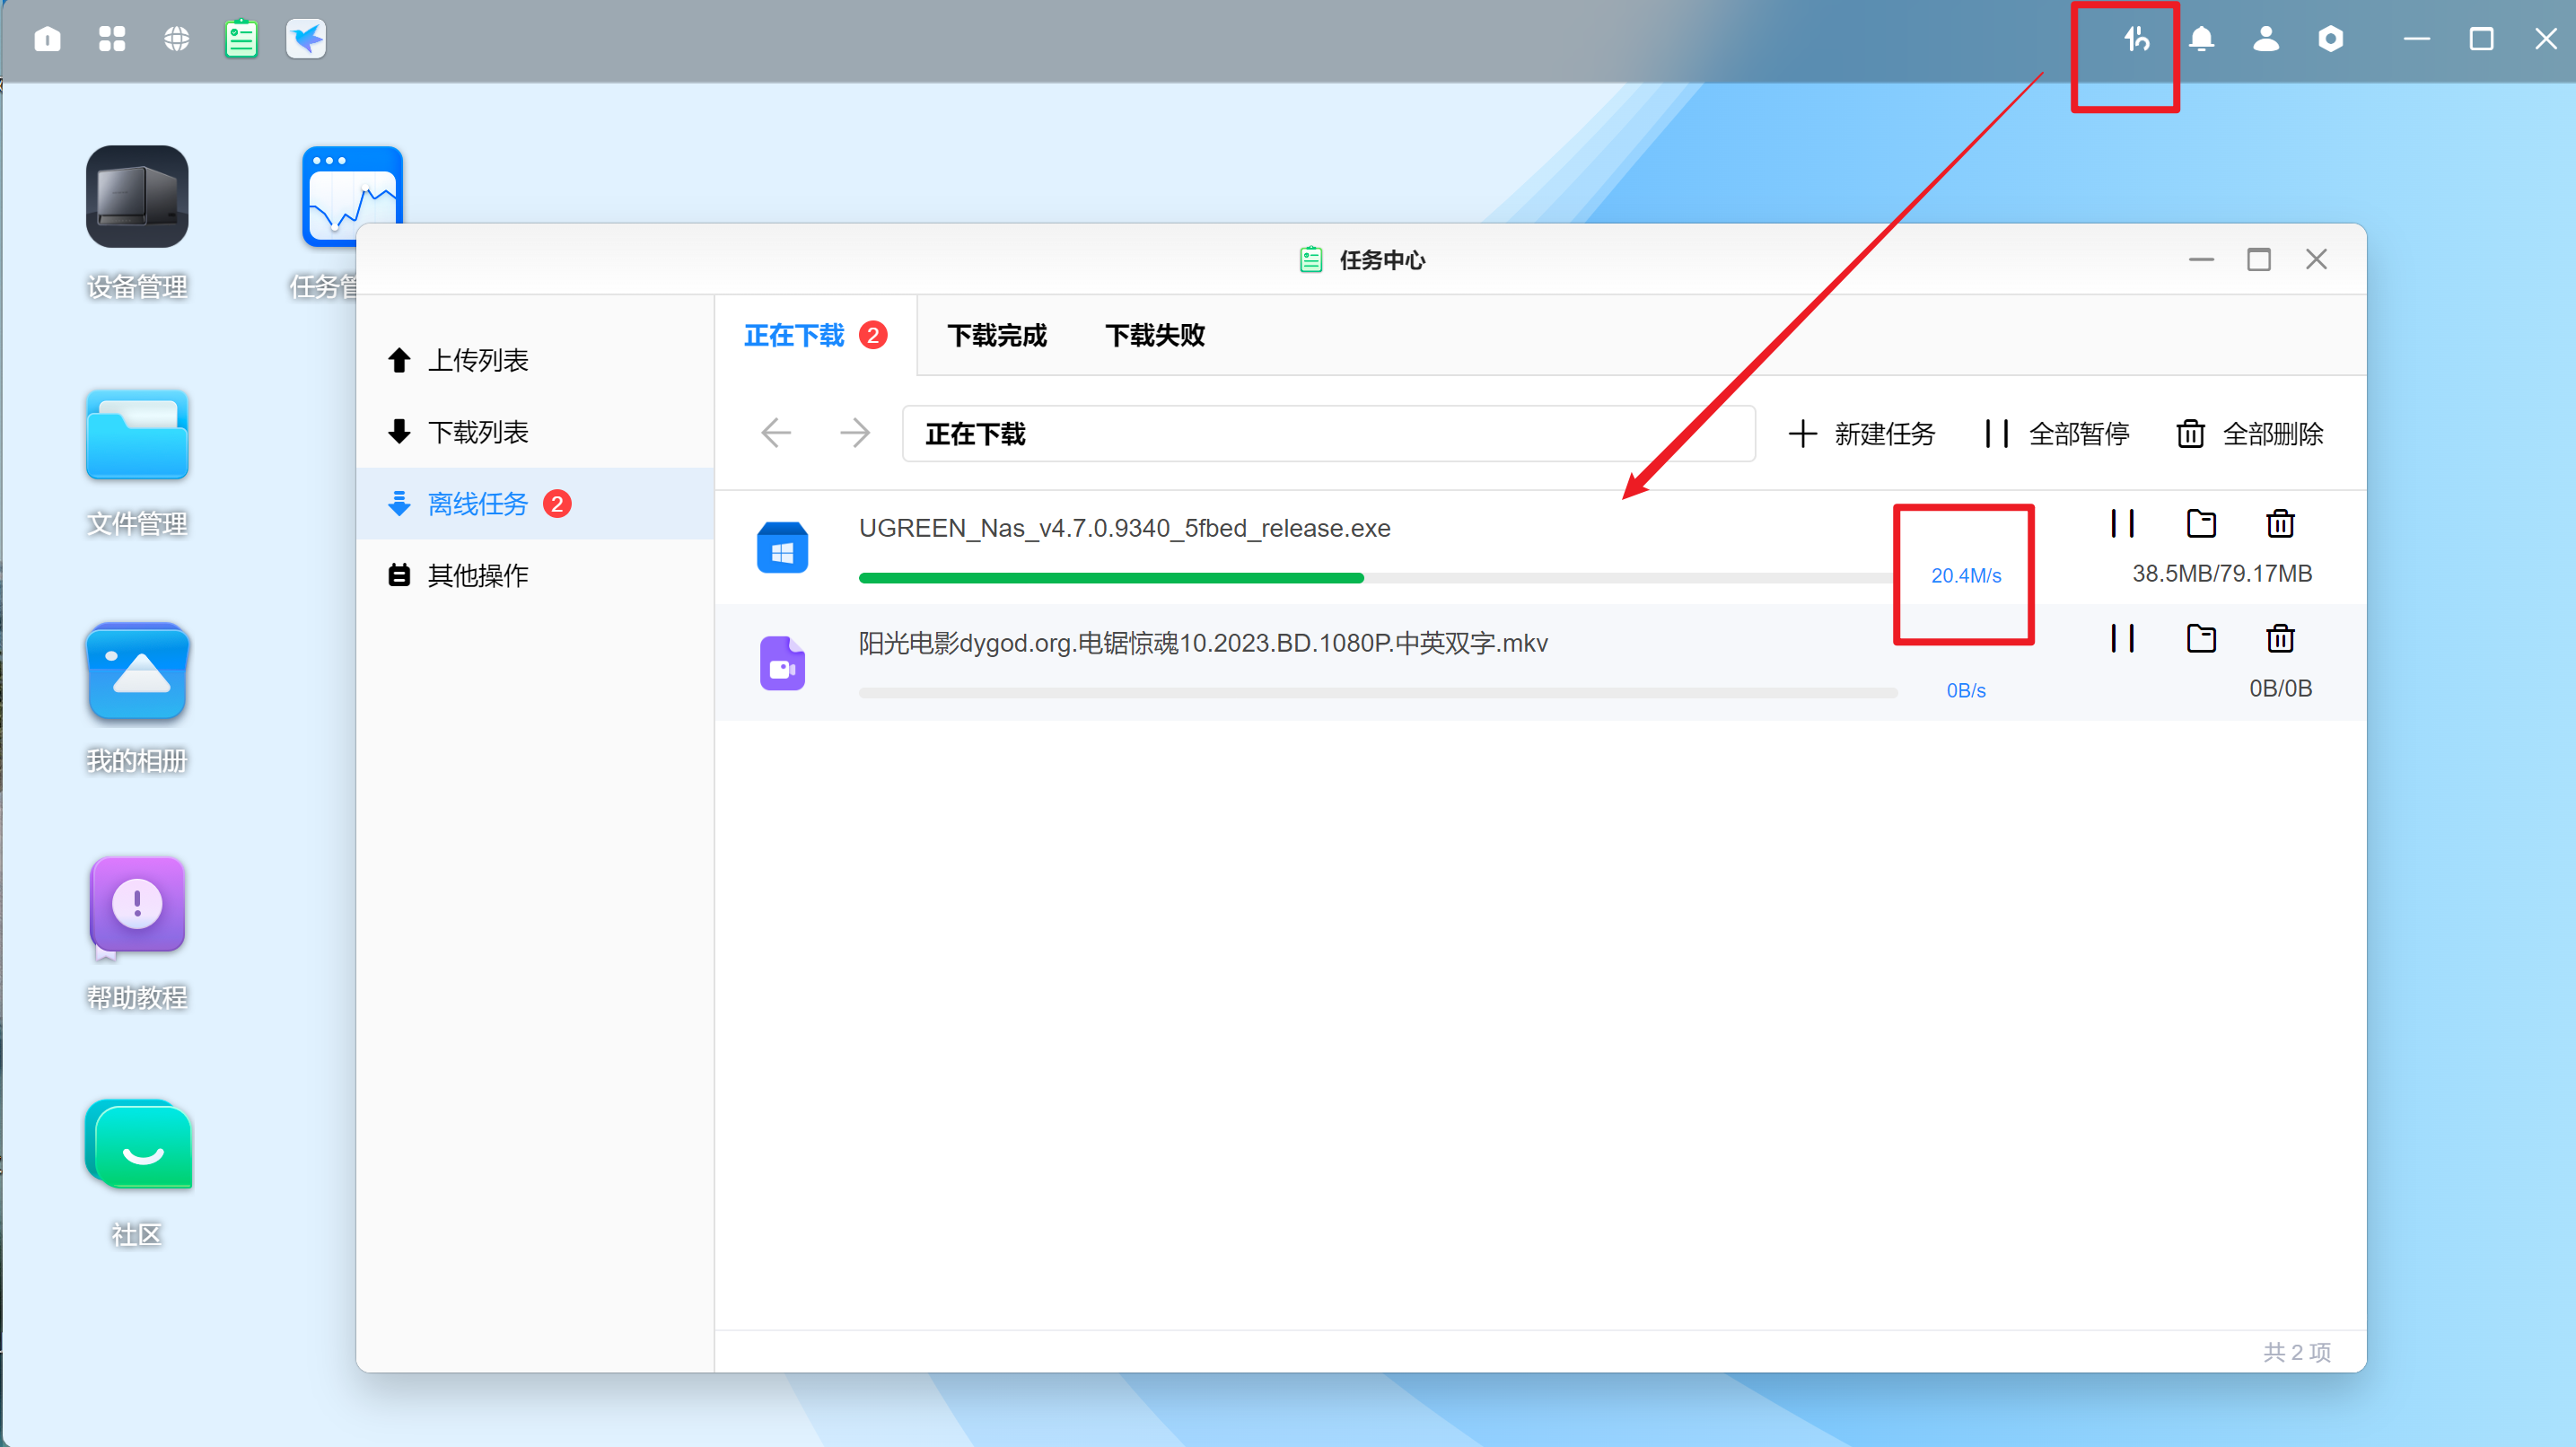 设备管理
任务管
文件管理
我的相册
帮助教程
社区
任务中心
上传列表
下载列表
离线任务 2
其他操作
正在下载 2 下载完成 下载失败
正在下载 新建任务 全部暂停 全部删除
UGREEN_Nas_v4.7.0.9340_5fbed_release.exe
20.4M/s 38.5MB/79.17MB
阳光电影dygod.org.电锯惊魂10.2023.BD.1080P.中英双字.mkv
0B/s 0B/0B
共 2 项